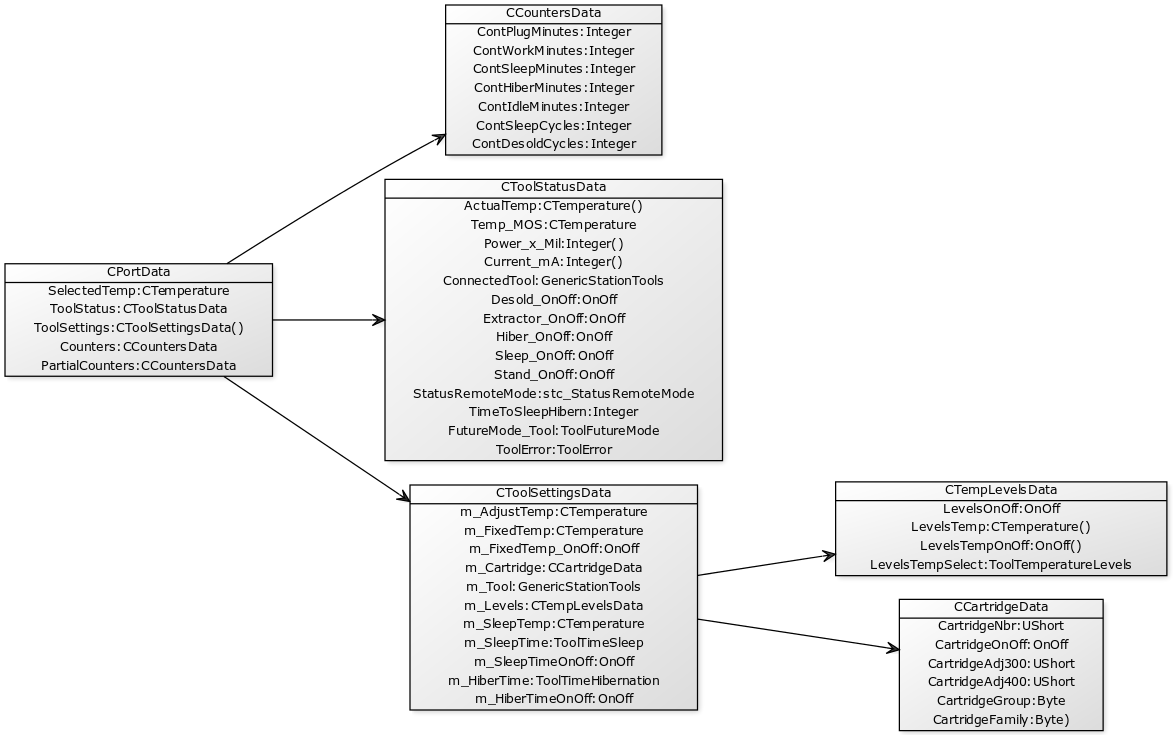 CCountersData
ContPlugMinutes:Integer
ContWorkMinutes:Integer
ContSleepMinutes:Integer
ContHiberMinutes:Integer
ContIdleMinutes:Integer
ContSleepCycles:Integer
ContDesoldCycles:Integer
CToolStatusData
ActualTemp:CTemperature()
Temp_MOS:CTemperature
Power_x_Mil:Integer()
Current_mA:Integer()
ConnectedTool:GenericStationTools
Desold_OnOff:OnOff
Extractor_OnOff:OnOff
Hiber_OnOff:OnOff
Sleep_OnOff:OnOff
Stand_OnOff:OnOff
StatusRemoteMode:stc_StatusRemoteMode
TimeToSleepHibern:Integer
FutureMode_Tool:ToolFutureMode
ToolError:ToolError
CPortData
SelectedTemp:CTemperature
ToolStatus:CToolStatusData
ToolSettings:CToolSettingsData()
Counters:CCountersData
PartialCounters:CCountersData
CToolSettingsData
m_AdjustTemp:CTemperature
m_FixedTemp:CTemperature
m_FixedTemp_OnOff:OnOff
m_Cartridge:CCartridgeData
m_Tool:GenericStationTools
m_Levels:CTempLevelsData
m_SleepTemp:CTemperature
m_SleepTime:ToolTimeSleep
m_SleepTimeOnOff:OnOff
m_HiberTime:ToolTimeHibernation
m_HiberTimeOnOff:OnOff
CTempLevelsData
LevelsOnOff:OnOff
LevelsTemp:CTemperature()
LevelsTempOnOff:OnOff()
LevelsTempSelect:ToolTemperatureLevels
CCartridgeData
CartridgeNbr:UShort
CartridgeOnOff:OnOff
CartridgeAdj300:UShort
CartridgeAdj400:UShort
CartridgeGroup:Byte
CartridgeFamily:Byte)